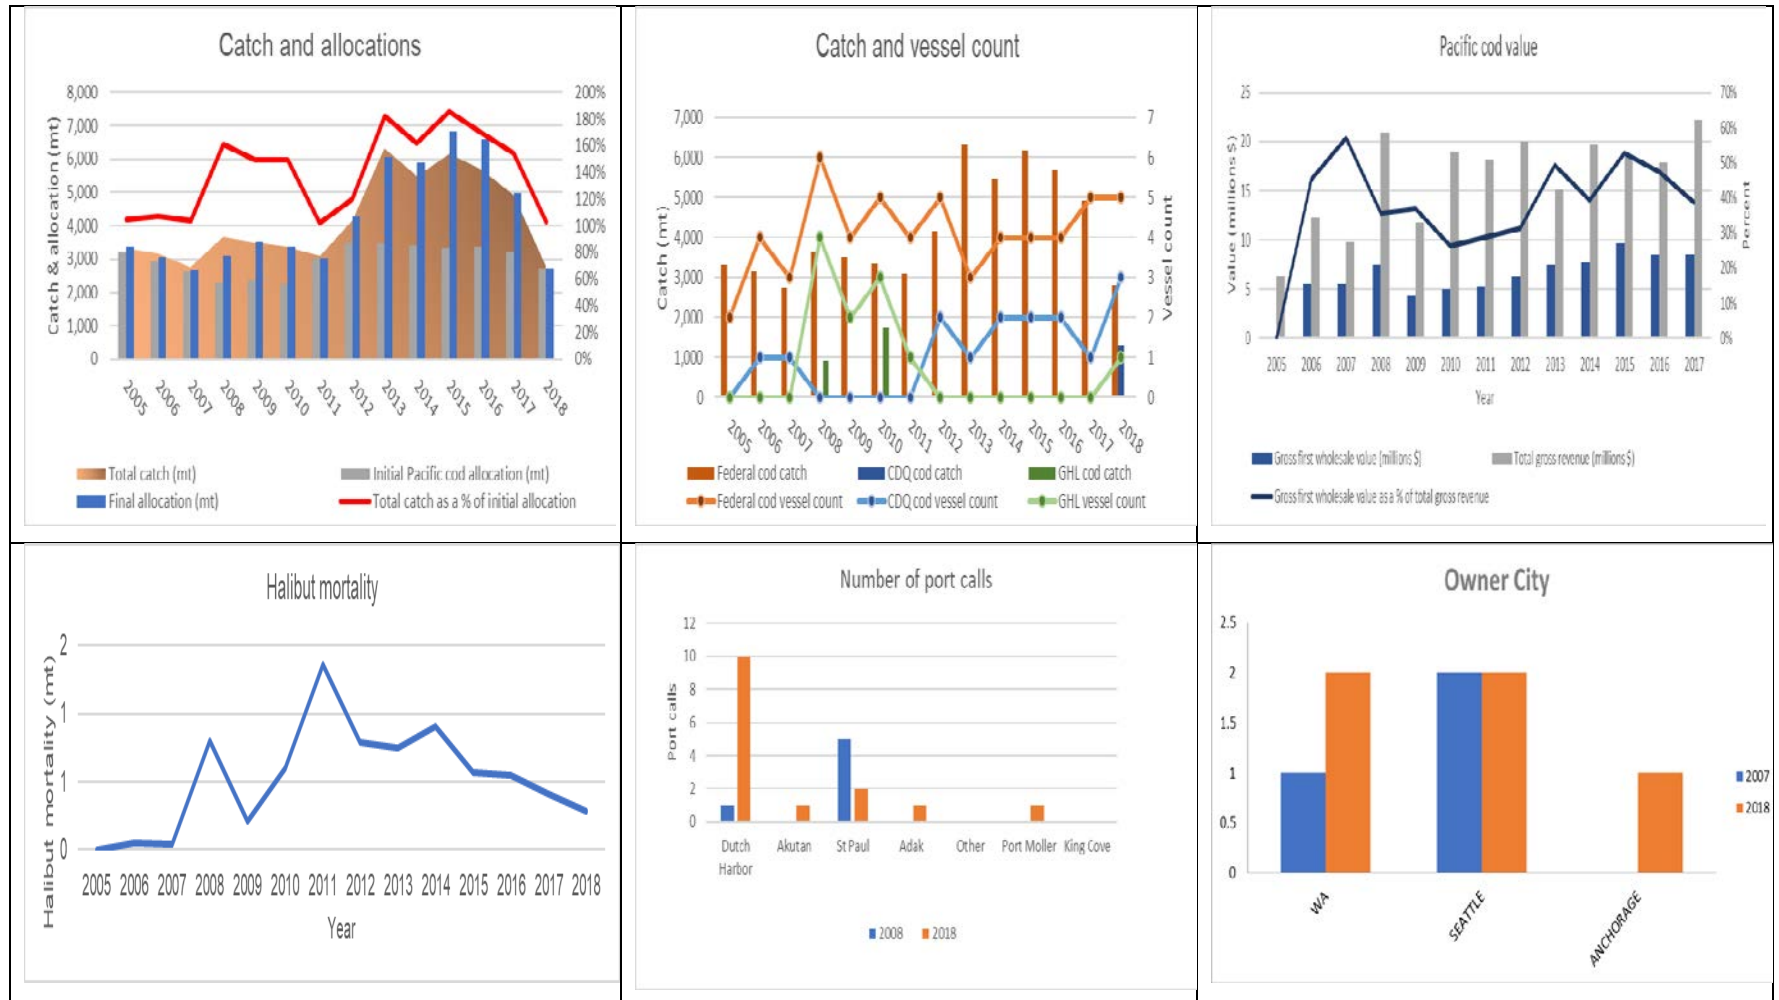 Catch and allocations
8,000
7,000
6,000
5,000
4,000
3,000
2,000
1,000
0
Catch & allocation (mt)
200%
180%
160%
140%
120%
100%
80%
60%
40%
20%
0%
2005 2006 2007 2008 2009 2010 2011 2012 2013 2014 2015 2016 2017 2018
Total catch (mt) Initial Pacific cod allocation (mt)
Final allocation (mt) Total catch as a % of initial allocation
Catch and vessel count
7,000
6,000
5,000
4,000
3,000
2,000
1,000
0
Catch (mt)
7
6
5
4
3
2
1
0
Vessel count
2005 2006 2007 2008 2009 2010 2011 2012 2013 2014 2015 2016 2017 2018
Federal cod catch CDQ cod catch GHL cod catch
Federal cod vessel count CDQ cod vessel count GHL vessel count
Pacific cod value
25
20
15
10
5
0
Value (millions $)
70%
60%
50%
40%
30%
20%
10%
0%
Percent
2005 2006 2007 2008 2009 2010 2011 2012 2013 2014 2015 2016 2017
Year
Gross first wholesale value (millions $) Total gross revenue (millions $)
Gross first wholesale value as a % of total gross revenue
Halibut mortality
2
1
1
0
Halibut mortality (mt)
2005 2006 2007 2008 2009 2010 2011 2012 2013 2014 2015 2016 2017 2018
Year
Number of port calls
12
10
8
6
4
2
0
Port calls
Dutch Harbor Akutan St Paul Adak Other Port Moller King Cove
2008 2018
Owner City
2.5
2
1.5
1
0.5
0
WA SEATTLE ANCHORAGE
2007
2018